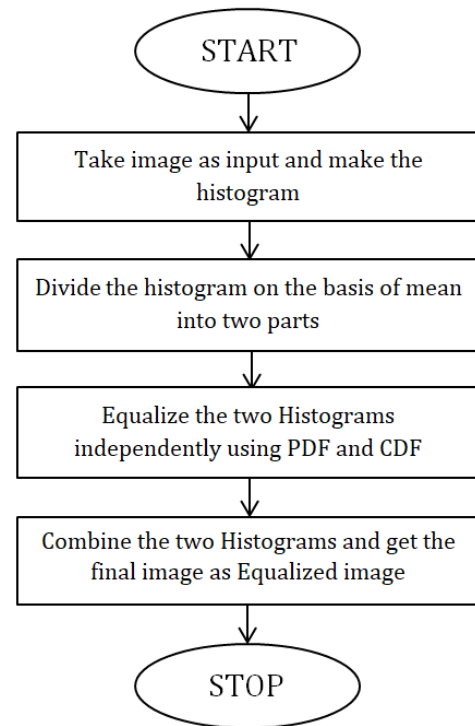 START
Take image as input and make the
histogram
Divide the histogram on the basis of mean
into two parts
Equalize the two Histograms
independently using PDF and CDF
Combine the two Histograms and get the
final image as Equalized image
STOP